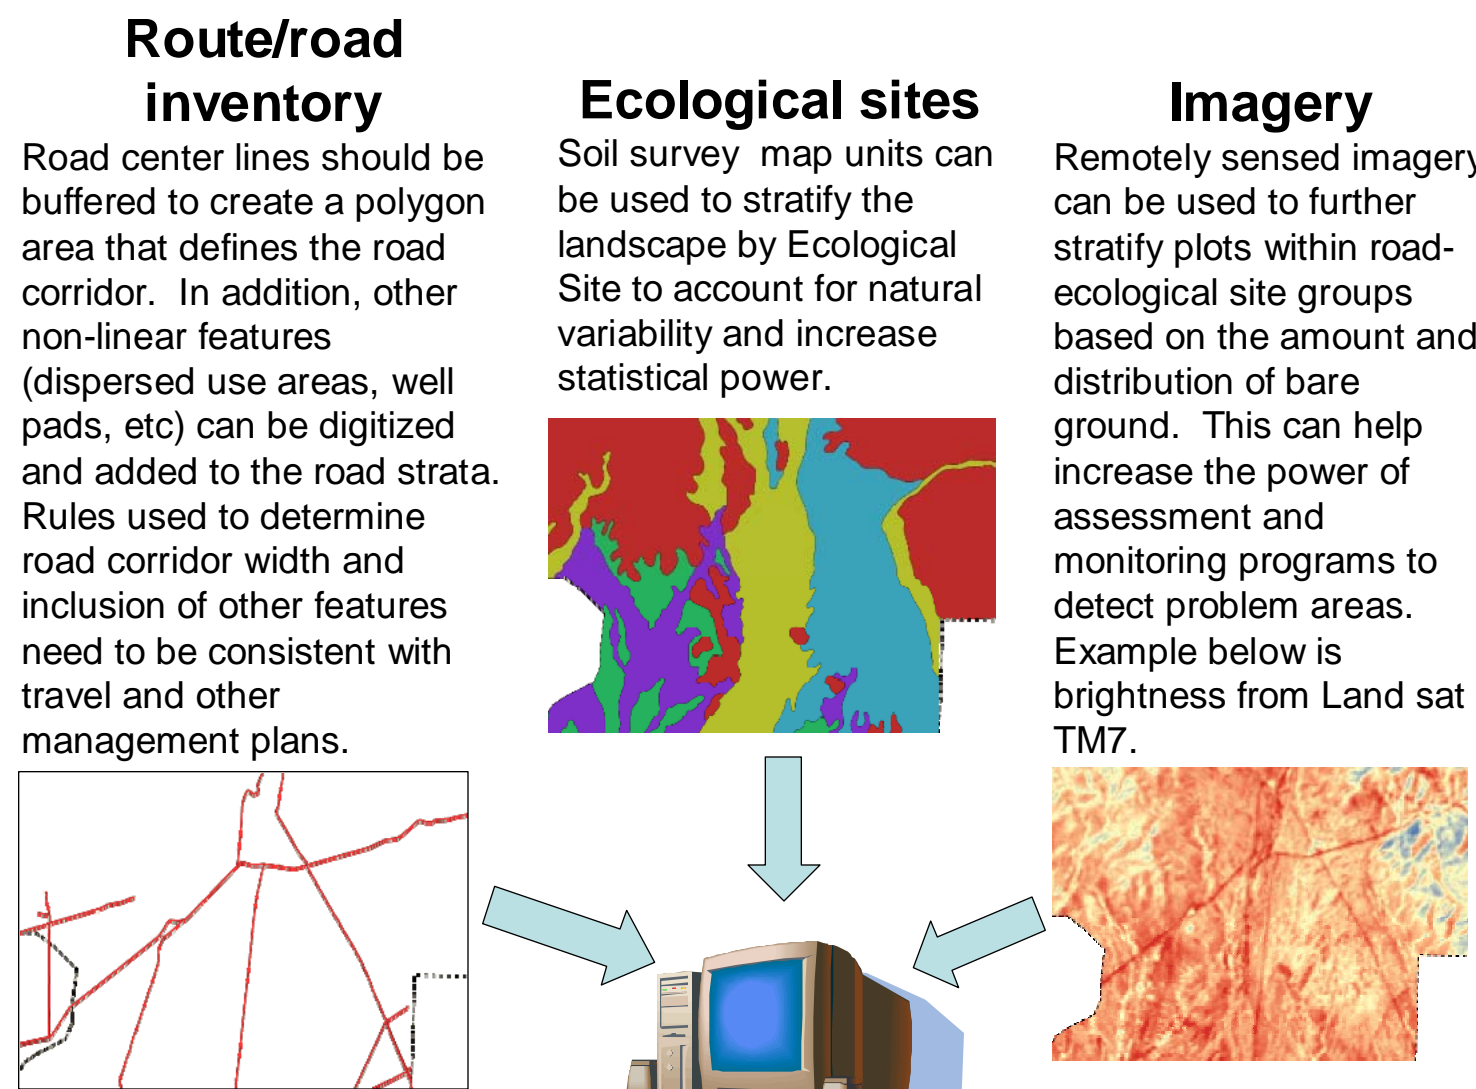 Route/road
inventory
Road center lines should be
buffered to create a polygon
area that defines the road
corridor.  In addition, other
non-linear features
(dispersed use areas, well
pads, etc) can be digitized
and added to the road strata.
Rules used to determine
road corridor width and
inclusion of other features
need to be consistent with
travel and other
management plans.
Ecological sites
Soil survey  map units can
be used to stratify the
landscape by Ecological
Site to account for natural
variability and increase
statistical power.
Imagery
Remotely sensed imagery
can be used to further
stratify plots within road-
ecological site groups
based on the amount and
distribution of bare
ground.  This can help
increase the power of
assessment and
monitoring programs to
detect problem areas.
Example below is
brightness from Land sat
TM7.